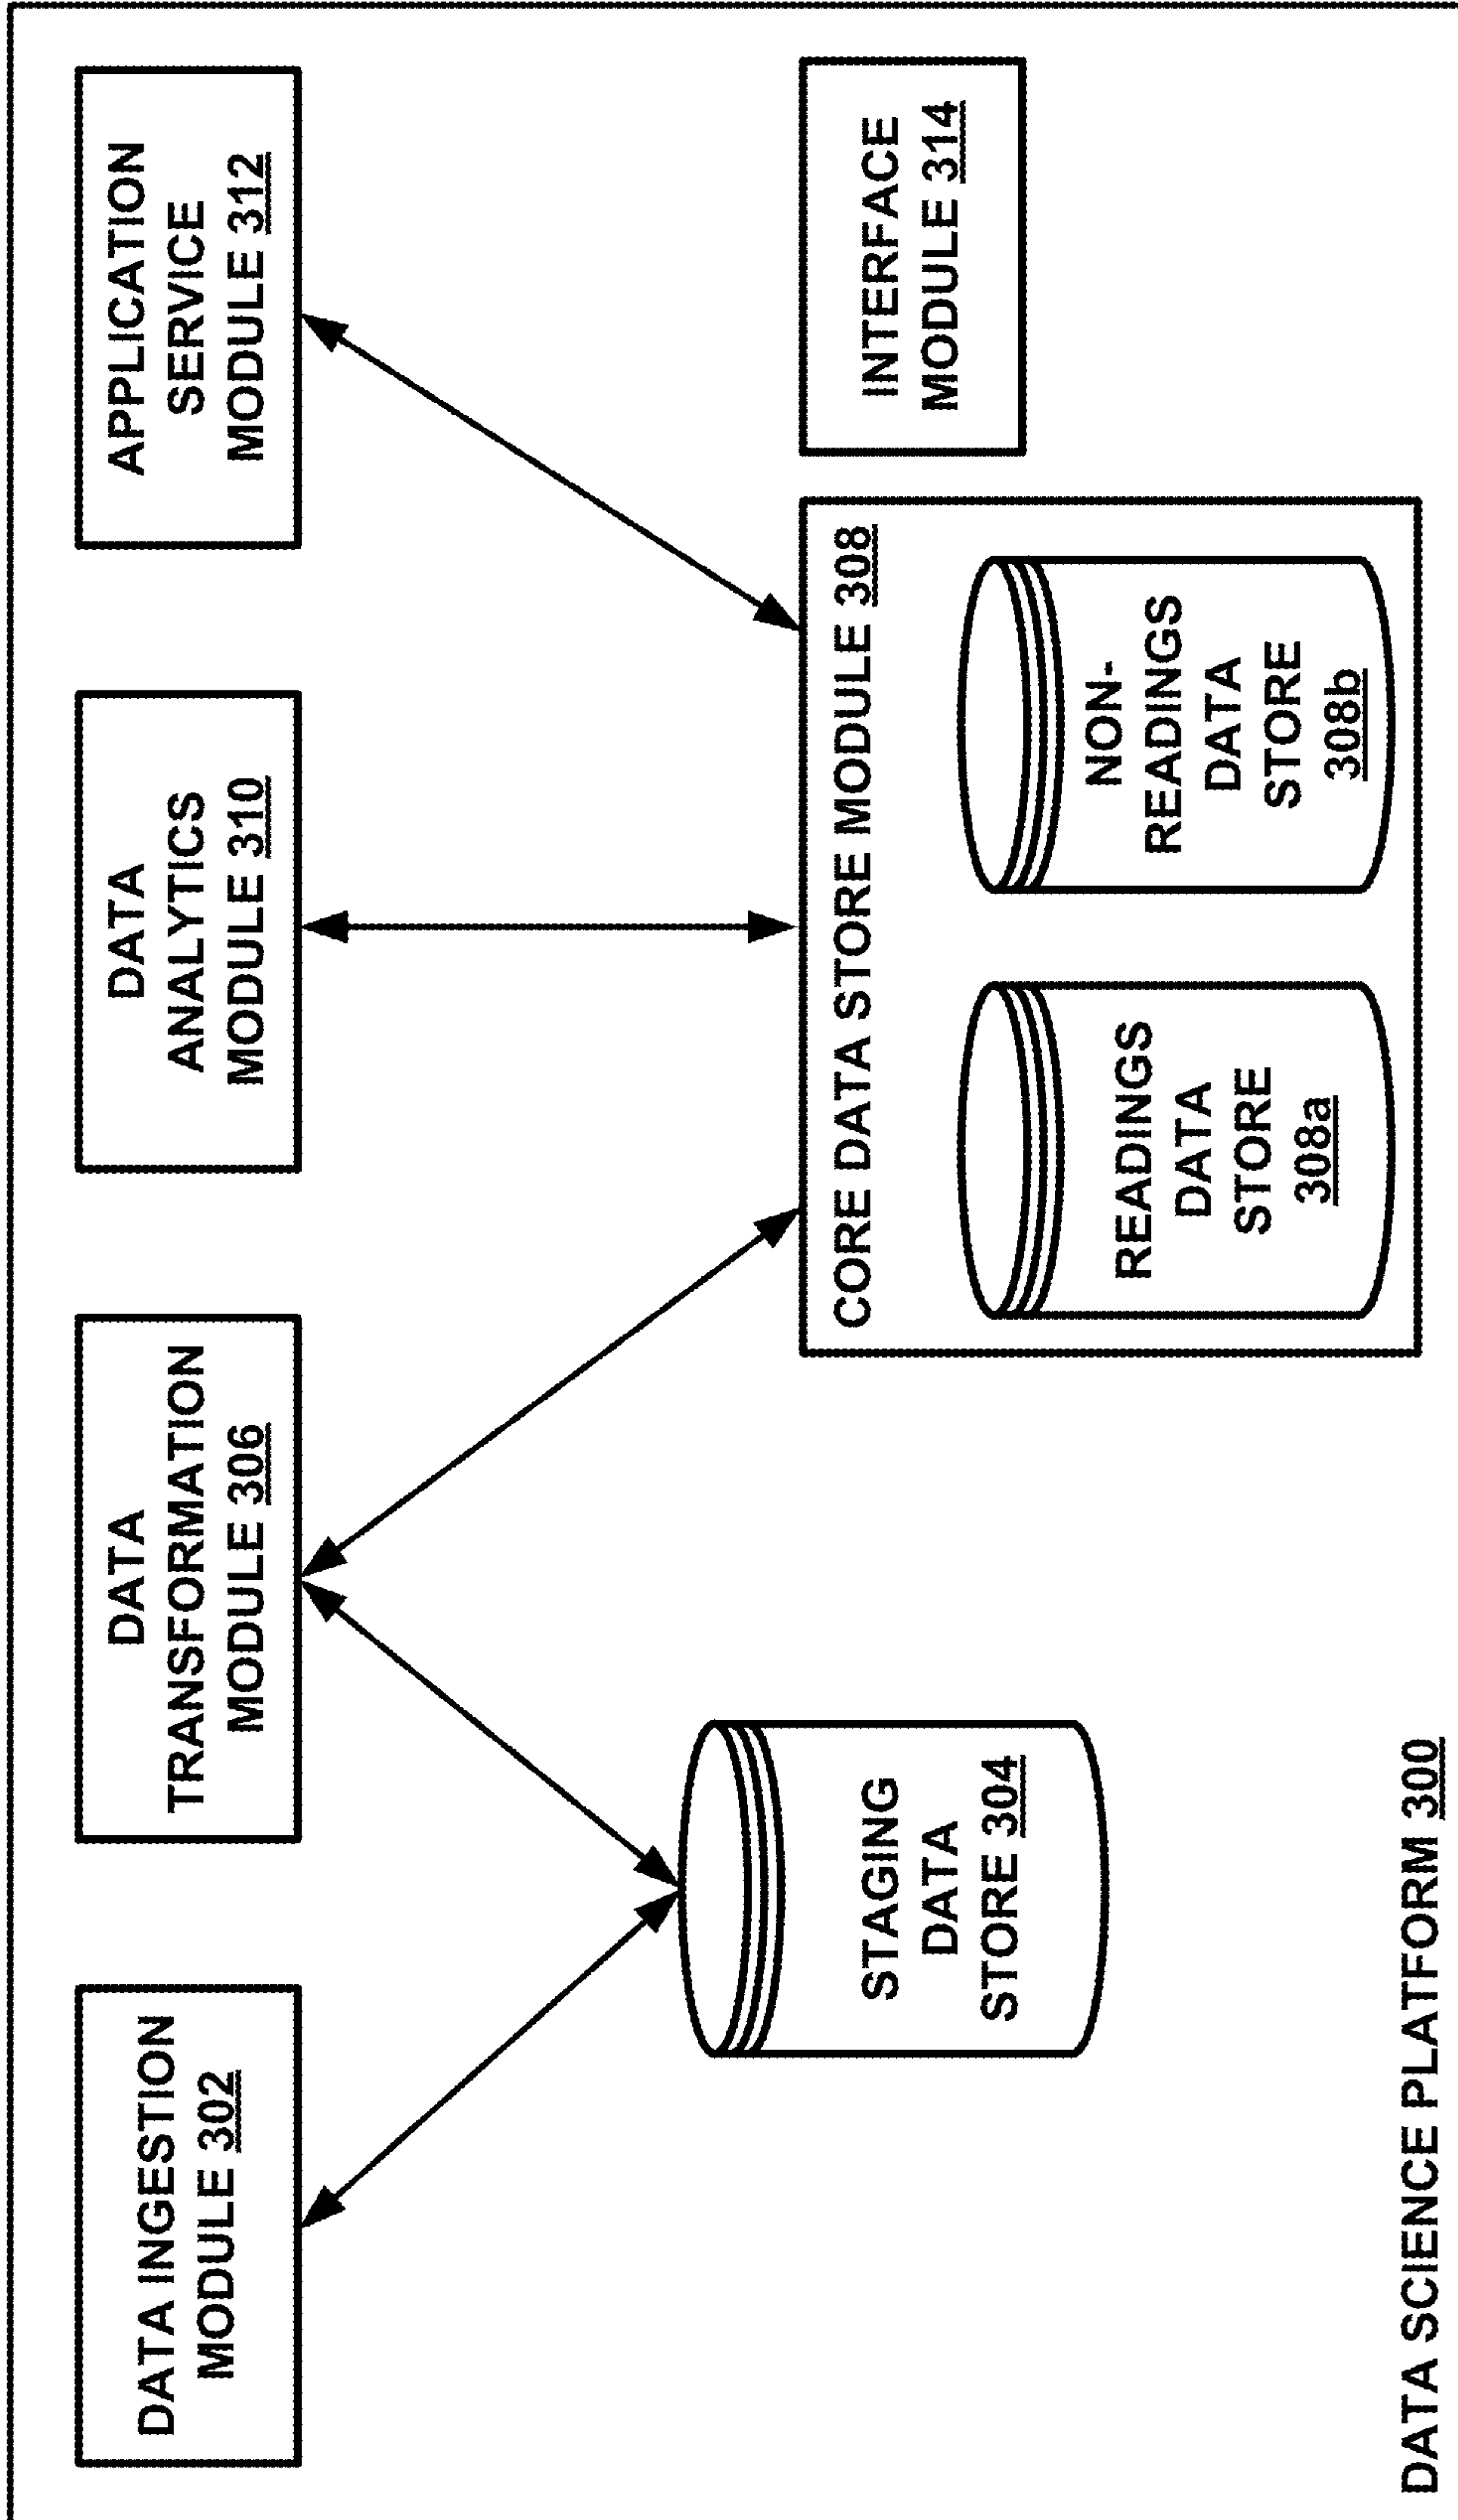 DATA INGESTION
MODULE 302
DATA
TRANSFORMATION
MODULE 306
DATA
ANALYTICS
MODULE 310
APPLICATION
SERVICE
MODULE 312
STAGING
DATA
STORE 304
CORE DATA STORE MODULE 308
READINGS
DATA
STORE
308a
NON-
READINGS
DATA
STORE
308b
INTERFACE
MODULE 314
DATA SCIENCE PLATFORM 300